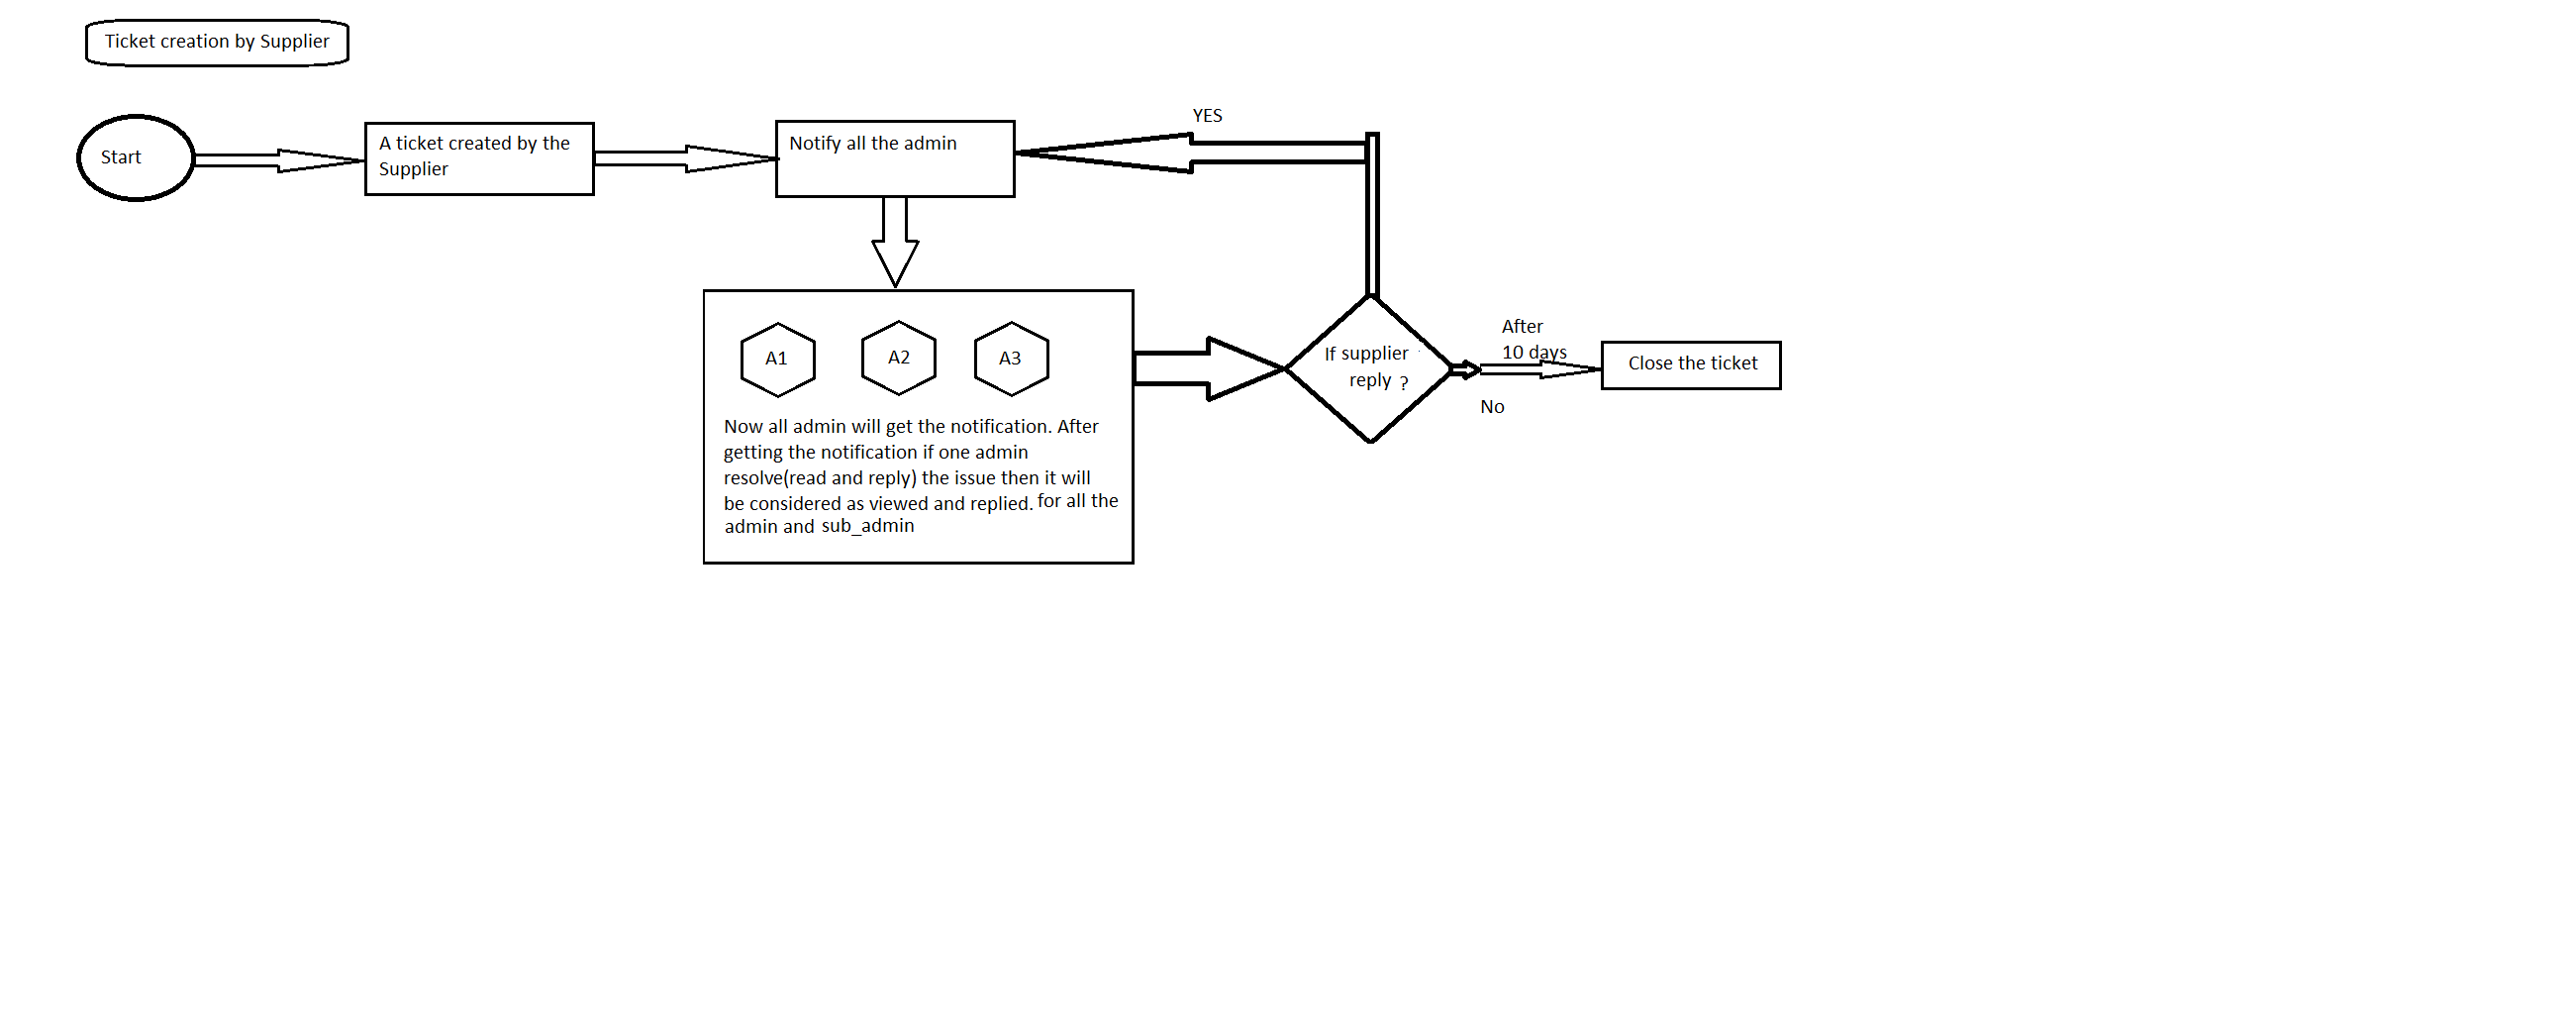 Ticket creation by Supplier
Start
A ticket created by the
Supplier
Notify all the admin
YES
A1
A2
A3
Now all admin will get the notification. After
getting the notification if one admin
resolve(read and reply) the issue then it will
be considered as viewed and replied. for all the
admin and sub_admin
If supplier
reply ?
After
10 days
No
Close the ticket